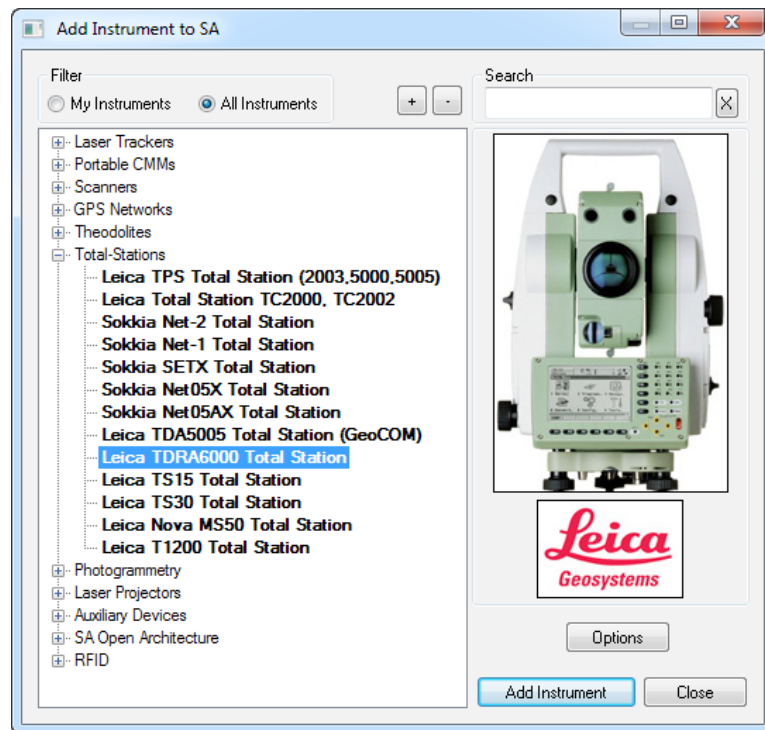 Add Instrument to SA
Filter
My Instruments
All Instruments
+
-
Search
X
Laser Trackers
Portable CMMs
Scanners
GPS Networks
Theodolites
Total-Stations
Leica TPS Total Station (2003,5000,5005)
Leica Total Station TC2000, TC2002
Sokkia Net-2 Total Station
Sokkia Net-1 Total Station
Sokkia SETX Total Station
Sokkia Net05X Total Station
Sokkia Net05AX Total Station
Leica TDA5005 Total Station (GeoCOM)
Leica TDRA6000 Total Station
Leica TS15 Total Station
Leica TS30 Total Station
Leica Nova MS50 Total Station
Leica T1200 Total Station
Photogrammetry
Laser Projectors
Auxiliary Devices
SA Open Architecture
RFID
Leica
Geosystems
Options
Add Instrument
Close